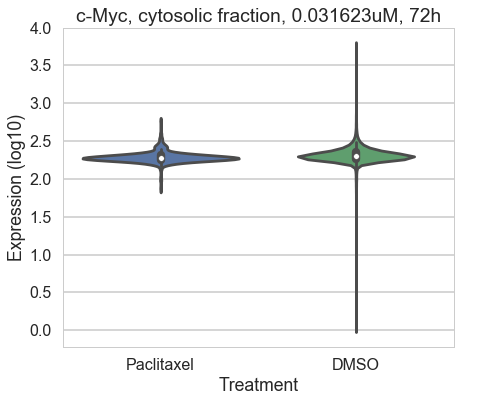 c-Myc, cytosolic fraction, 0.031623uM, 72h
4.0
3.5
3.0
2.5
2.0
1.5
1.0
0.5
0.0
Expression (log10)
Paclitaxel DMSO
Treatment